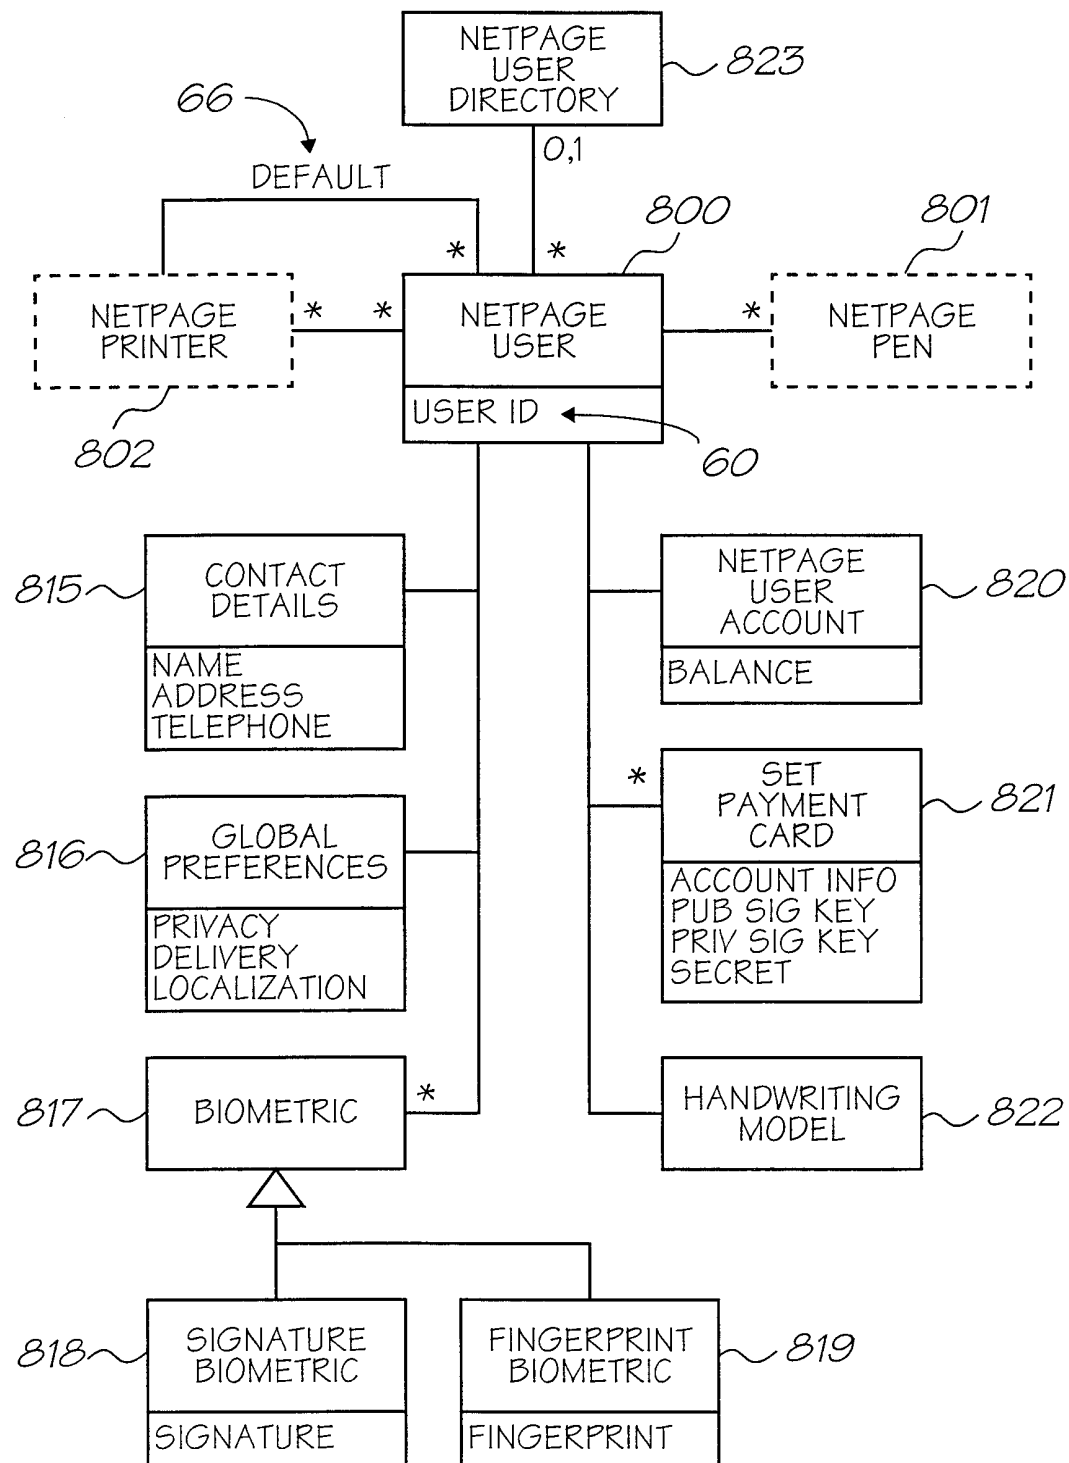 NETPAGE
USER
DIRECTORY
823
66
0,1
DEFAULT
800
801
*
*
NETPAGE
PRINTER
*
*
NETPAGE
USER
*
NETPAGE
PEN
USER ID
802
60
815
CONTACT
DETAILS
NAME
ADDRESS
TELEPHONE
NETPAGE
USER
ACCOUNT
820
BALANCE
816
GLOBAL
PREFERENCES
PRIVACY
DELIVERY
LOCALIZATION
*
SET
PAYMENT
CARD
821
ACCOUNT INFO
PUB SIG KEY
PRIV SIG KEY
SECRET
817
BIOMETRIC
*
HANDWRITING
MODEL
822
818
SIGNATURE
BIOMETRIC
SIGNATURE
FINGERPRINT
BIOMETRIC
819
FINGERPRINT